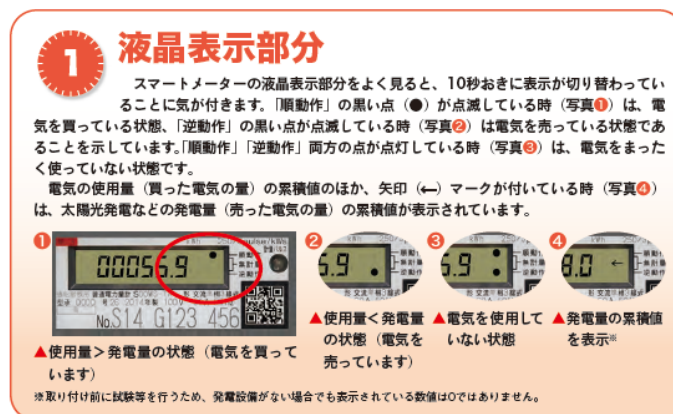 1
液晶表示部分
スマートメーターの液晶表示部分をよく見ると、10秒おきに表示が切り替わってい
ることに気が付きます。「順動作」の黒い点（●）が点滅している時（写真❶）は、電
気を買っている状態、「逆動作」の黒い点が点滅している時（写真❷）は電気を売っている状態であ
ることを示しています。「順動作」「逆動作」両方の点が点灯している時（写真❸）は、電気をまった
く使っていない状態です。
電気の使用量（買った電気の量）の累積値のほか、矢印（←）マークが付いている時（写真❹）
は、太陽光発電などの発電量（売った電気の量）の累積値が表示されています。
❶
kWh
00056.9
No.S14 G123 456
▲使用量＞発電量の状態（電気を買って
います）
❷
5.9
▲使用量＜発電量
の状態（電気を
売っています）
❸
5.9
▲電気を使用して
いない状態
❹
kWh
8.0 ←
▲発電量の累積値
を表示※
※取り付け前に試験等を行うため、発電設備がない場合でも表示されている数値は0ではありません。